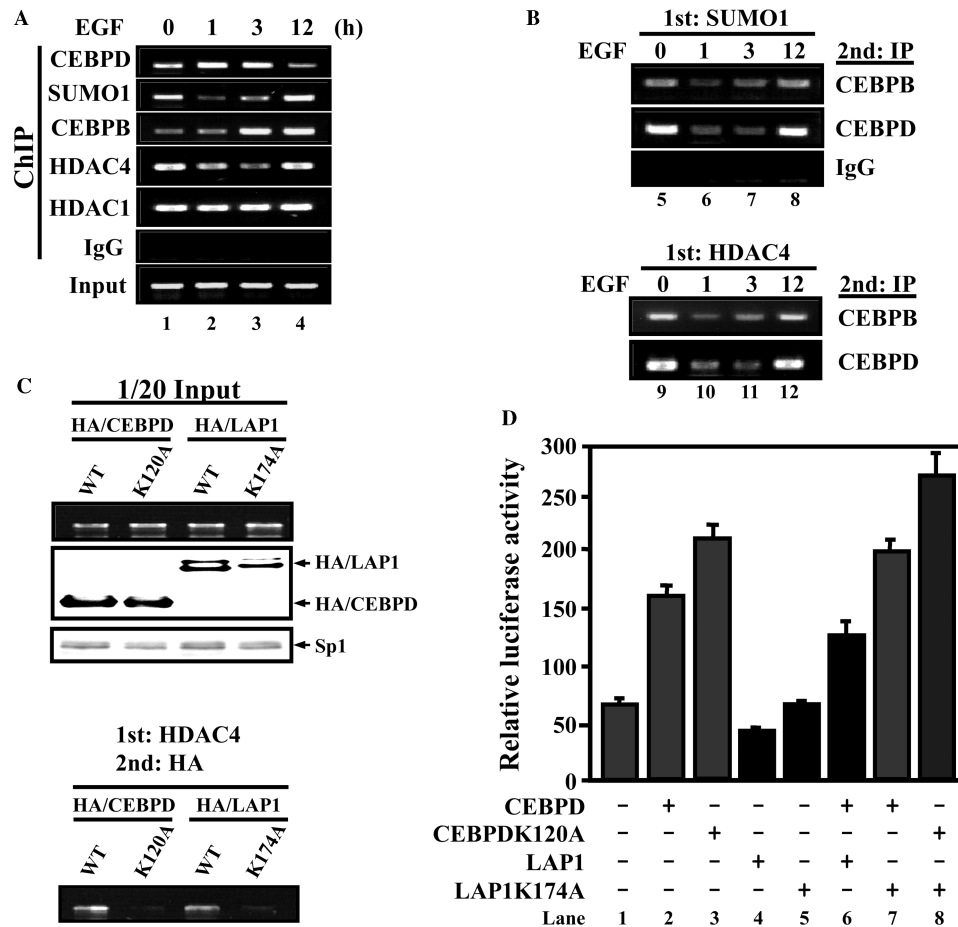 A
EGF 0 1 3 12 (h)
ChIP
CEBPD
SUMO1
CEBPB
HDAC4
HDAC1
IgG
Input
1 2 3 4
B
1st: SUMO1
EGF 0 1 3 12 2nd: IP
CEBPB
CEBPD
IgG
5 6 7 8
1st: HDAC4
EGF 0 1 3 12 2nd: IP
CEBPB
CEBPD
9 10 11 12
C
1/20 Input
HA/CEBPD HA/LAP1
WT K120A WT K174A
HA/LAP1
HA/CEBPD
Sp1
1st: HDAC4
2nd: HA
HA/CEBPD HA/LAP1
WT K120A WT K174A
D
Relative luciferase activity
300
250
200
150
100
50
0
CEBPD – + – – – + + –
CEBPDK120A – – + – – – – +
LAP1 – – – + – + – –
LAP1K174A – – – – + – + +
Lane 1 2 3 4 5 6 7 8